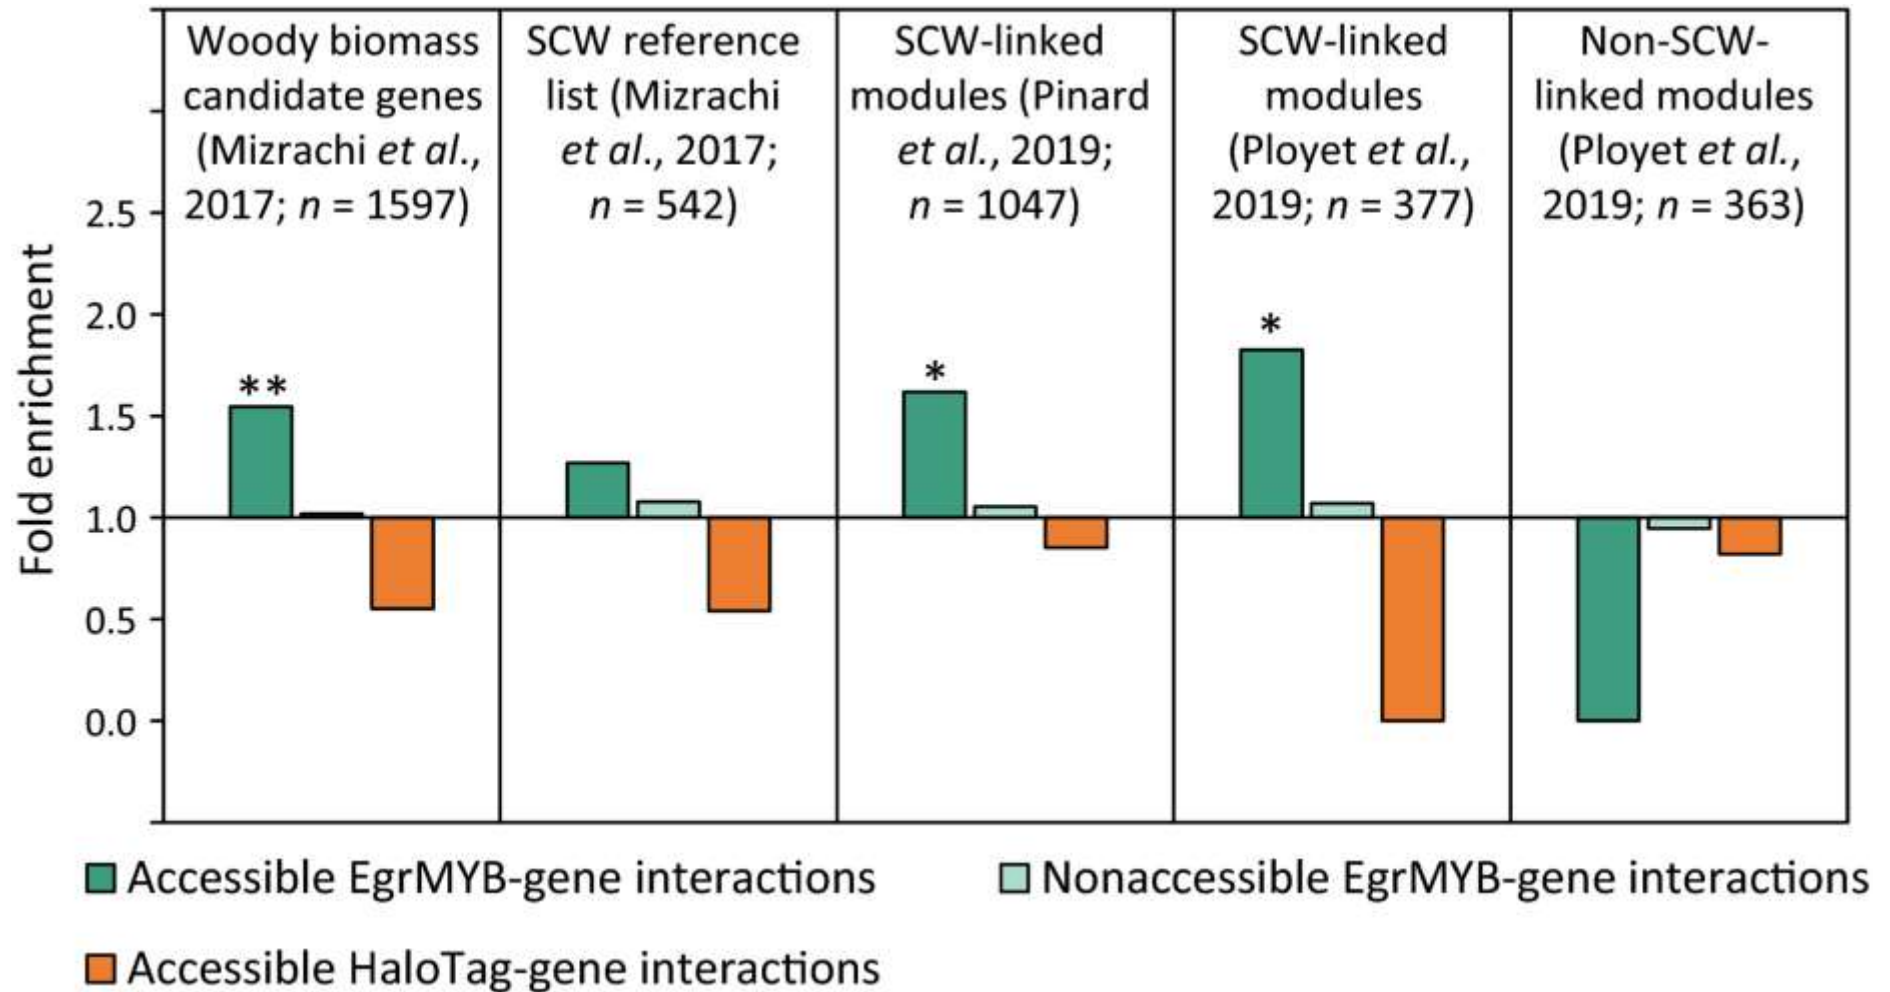 Woody biomass
candidate genes
(Mizrachi et al.,
2017; n = 1597)
SCW reference
list (Mizrachi
et al., 2017;
n = 542)
SCW-linked
modules (Pinard
et al., 2019;
n = 1047)
SCW-linked
modules
(Ployet et al.,
2019; n = 377)
Non-SCW-
linked modules
(Ployet et al.,
2019; n = 363)
Fold enrichment
2.5
2.0
1.5
1.0
0.5
0.0
**
*
*
Accessible EgrMYB-gene interactions
Nonaccessible EgrMYB-gene interactions
Accessible HaloTag-gene interactions